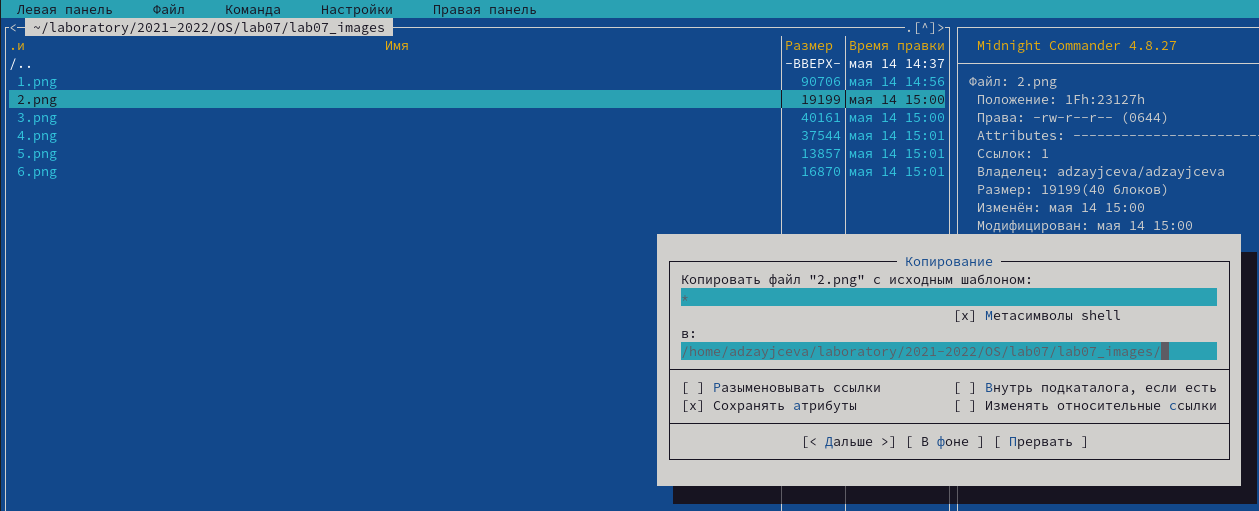 Левая панель Файл Команда Настройки Правая панель
<─ ~/laboratory/2021-2022/OS/lab07/lab07_images .[^]>
.и Имя Размер Время правки
/.. -ВВЕРХ- мая 14 14:37
1.png 90706 мая 14 14:56
2.png 19199 мая 14 15:00
3.png 40161 мая 14 15:00
4.png 37544 мая 14 15:01
5.png 13857 мая 14 15:01
6.png 16870 мая 14 15:01
Midnight Commander 4.8.27
Файл: 2.png
Положение: 1Fh:23127h
Права: -rw-r--r-- (0644)
Attributes: -----------------------
Ссылок: 1
Владелец: adzayjceva/adzayjceva
Размер: 19199(40 блоков)
Изменён: мая 14 15:00
Модифицирован: мая 14 15:00
Копирование
Копировать файл "2.png" с исходным шаблоном:
*
[x] Метасимволы shell
в:
/home/adzayjceva/laboratory/2021-2022/OS/lab07/lab07_images/
[ ] Разыменовывать ссылки [ ] Внутрь подкаталога, если есть
[x] Сохранять атрибуты [ ] Изменять относительные ссылки
[< Дальше >] [ В фоне ] [ Прервать ]